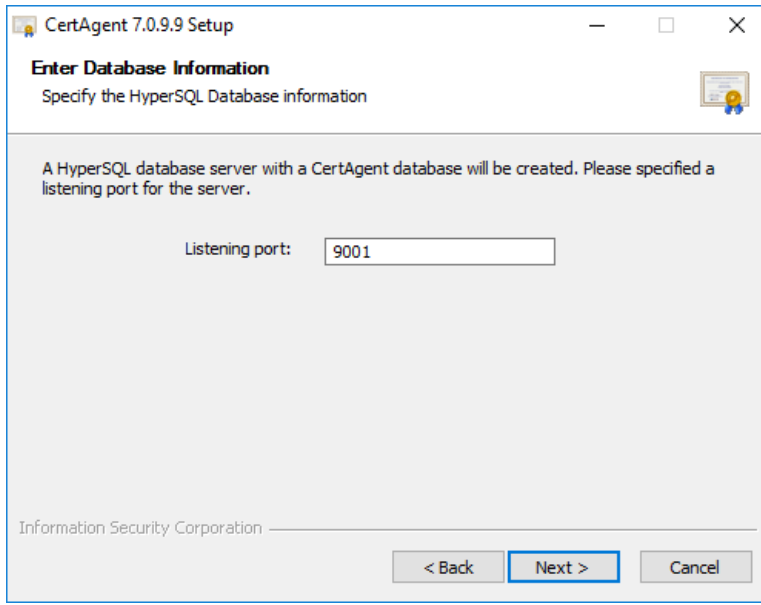 CertAgent 7.0.9.9 Setup
Enter Database Information
Specify the HyperSQL Database information
A HyperSQL database server with a CertAgent database will be created. Please specified a
listening port for the server.
Listening port: 9001
Information Security Corporation
< Back Next > Cancel